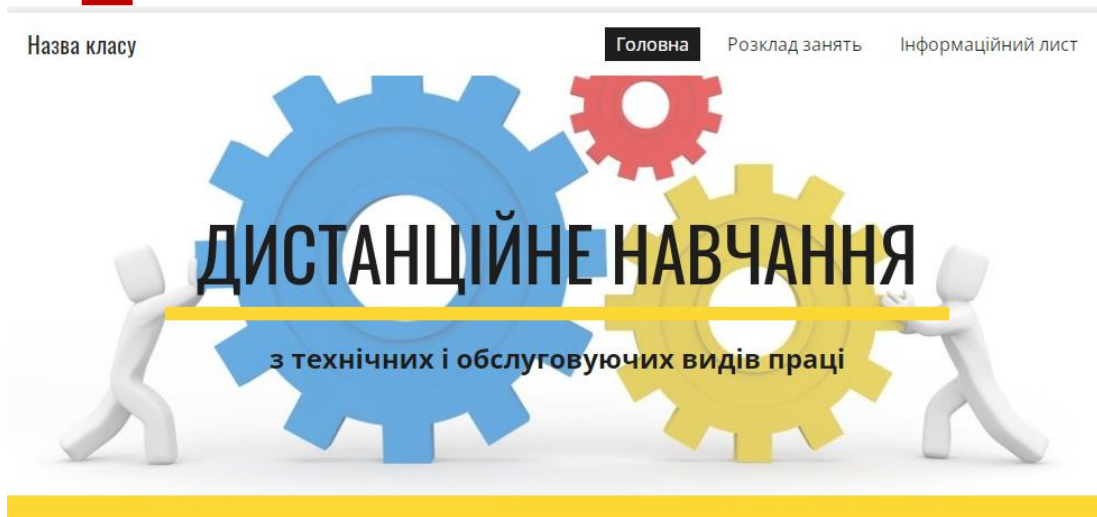 Назва класу
Головна Розклад занять Інформаційний лист
ДИСТАНЦІЙНЕ НАВЧАННЯ
з технічних і обслуговуючих видів праці